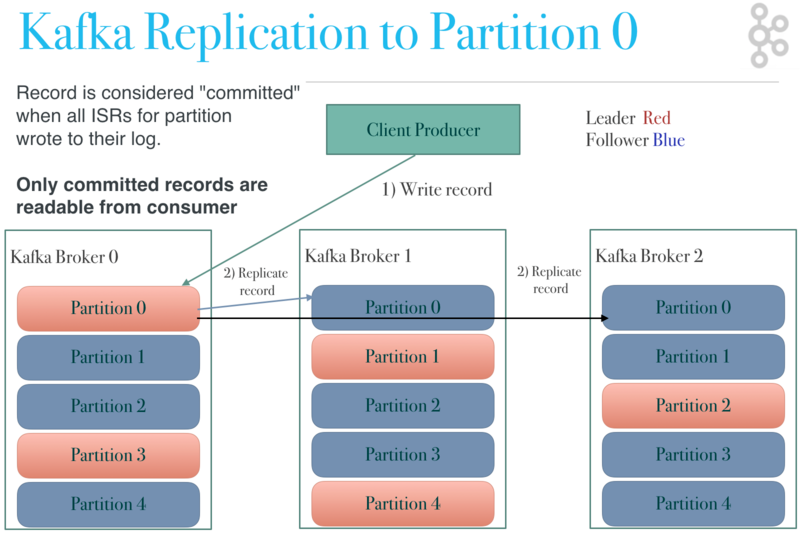 Kafka Replication to Partition 0
Record is considered "committed"
when all ISRs for partition
wrote to their log.
Only committed records are
readable from consumer
Client Producer
Leader Red
Follower Blue
1) Write record
Kafka Broker 0
Partition 0
Partition 1
Partition 2
Partition 3
Partition 4
2) Replicate
record
Kafka Broker 1
Partition 0
Partition 1
Partition 2
Partition 3
Partition 4
2) Replicate
record
Kafka Broker 2
Partition 0
Partition 1
Partition 2
Partition 3
Partition 4